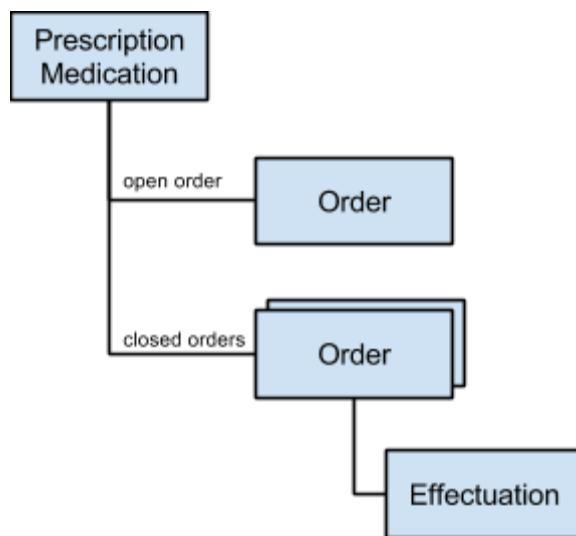 Prescription
Medication
open order
Order
closed orders
Order
Effectuation